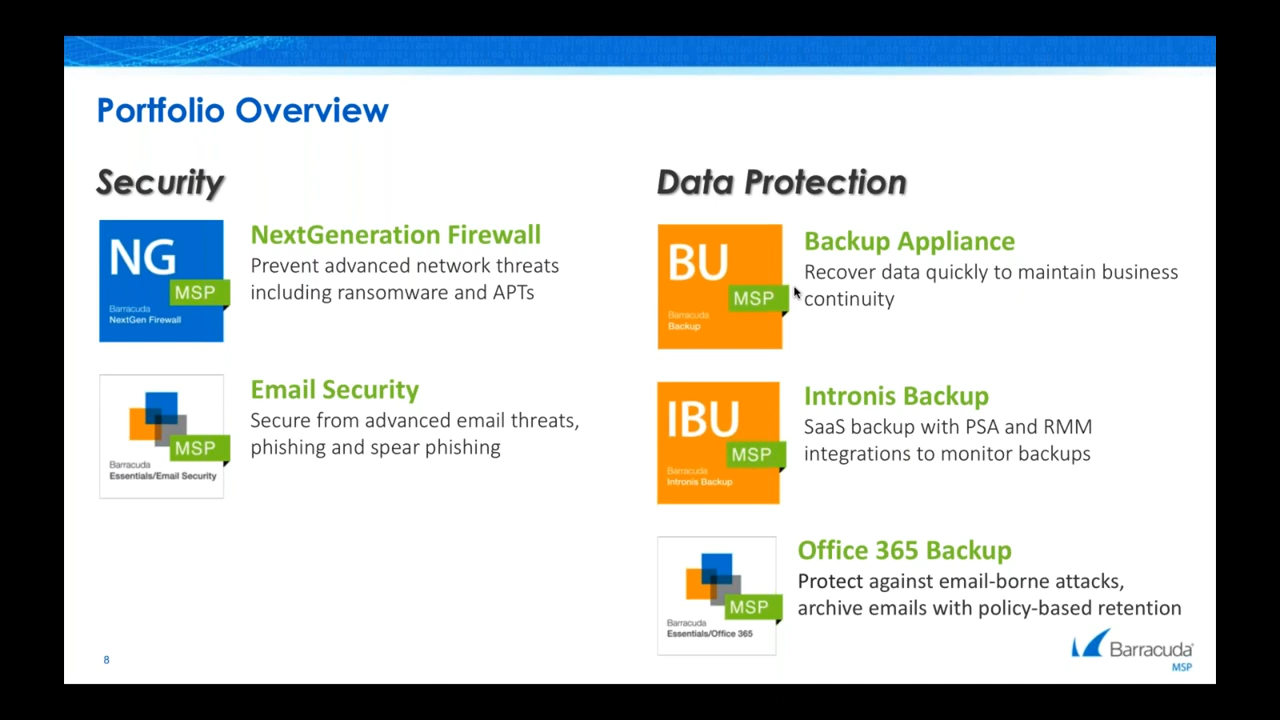 Portfolio Overview
Security
NG
MSP
Barracuda
NextGen Firewall
NextGeneration Firewall
Prevent advanced network threats
including ransomware and APTs
MSP
Barracuda
Essentials/Email Security
Email Security
Secure from advanced email threats,
phishing and spear phishing
Data Protection
BU
MSP
Barracuda
Backup
Backup Appliance
Recover data quickly to maintain business
continuity
IBU
MSP
Barracuda
Intronis Backup
Intronis Backup
SaaS backup with PSA and RMM
integrations to monitor backups
MSP
Barracuda
Essentials/Office 365
Office 365 Backup
Protect against email-borne attacks,
archive emails with policy-based retention
8
Barracuda
MSP